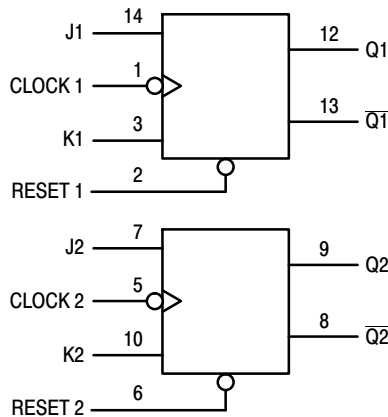 14
J1
12
Q1
1
CLOCK 1
13
Q1
3
K1
2
RESET 1
7
J2
9
Q2
5
CLOCK 2
8
Q2
10
K2
6
RESET 2